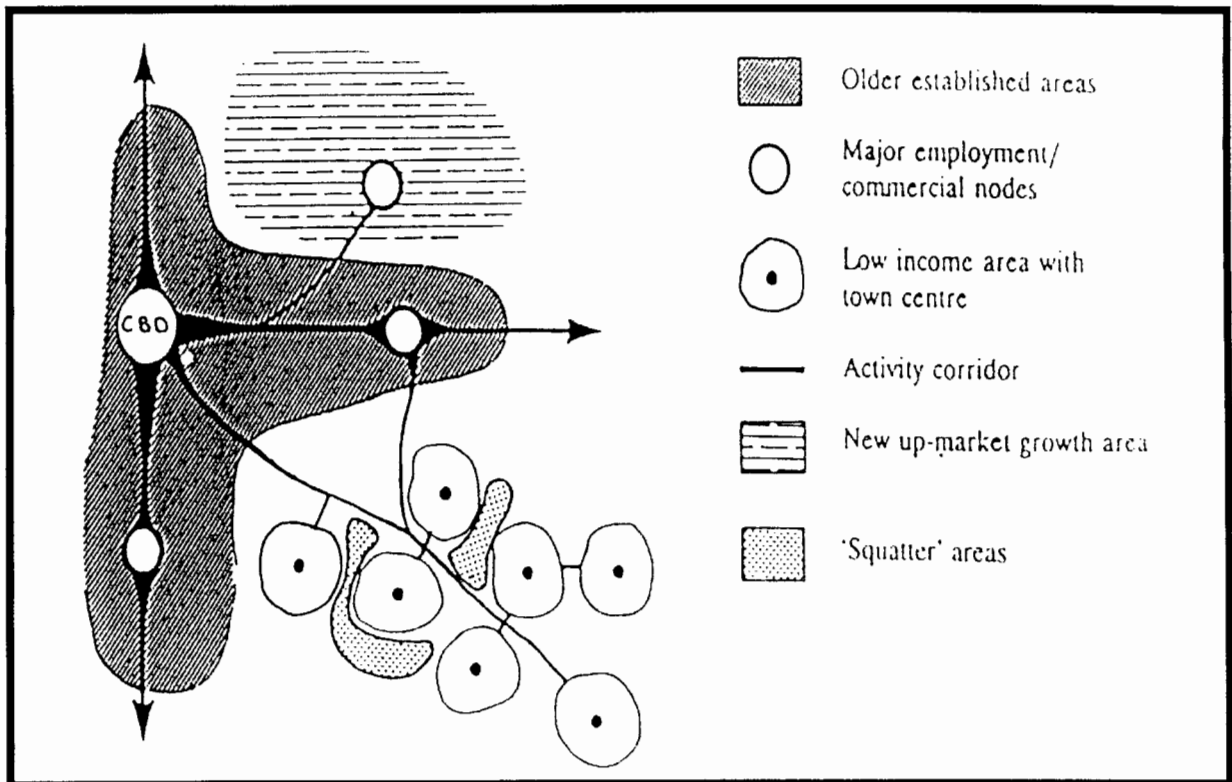 CBD
Older established areas
Major employment/
commercial nodes
Low income area with
town centre
Activity corridor
New up-market growth area
'Squatter' areas